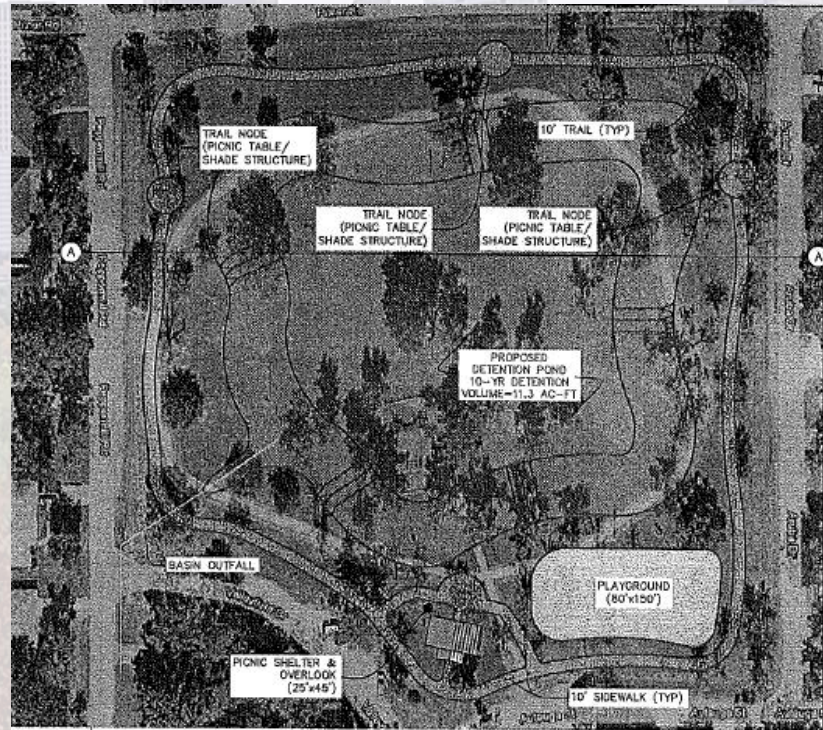 TRAIL NODE
(PICNIC TABLE/
SHADE STRUCTURE)
10' TRAIL (TYP)
TRAIL NODE
(PICNIC TABLE/
SHADE STRUCTURE)
TRAIL NODE
(PICNIC TABLE/
SHADE STRUCTURE)
A
A
PROPOSED
DETENTION POND
10-YR DETENTION
VOLUME=11.3 AC-FT
BASIN OUTFALL
PLAYGROUND
(80'x150')
PICNIC SHELTER &
OVERLOOK
(25'x45')
10' SIDEWALK (TYP)